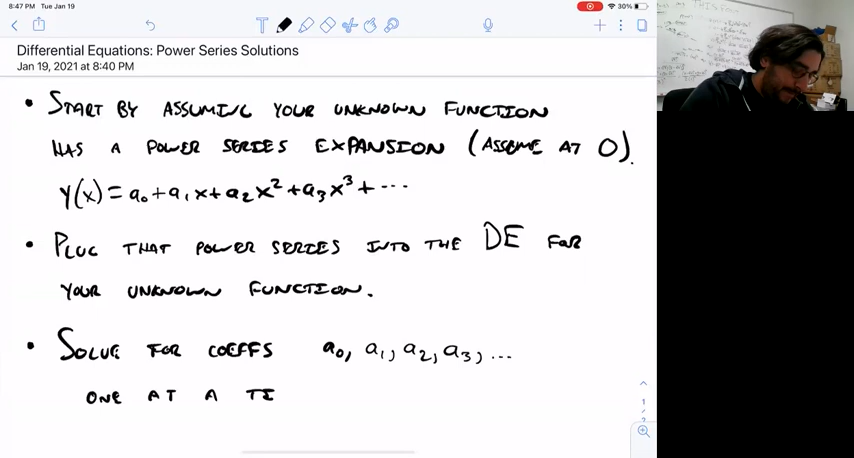 8:47 PM Tue Jan 19
30%
Differential Equations: Power Series Solutions
Jan 19, 2021 at 8:40 PM
• START BY ASSUMING YOUR UNKNOWN FUNCTION
HAS A POWER SERIES EXPANSION (ASSUME AT 0).
y(x) = a₀ + a₁x + a₂x² + a₃x³ + ...
• PLUG THAT POWER SERIES INTO THE DE FOR
YOUR UNKNOWN FUNCTION.
• SOLVE FOR COEFFS a₀, a₁, a₂, a₃, ...
ONE AT A TI
1
/
2